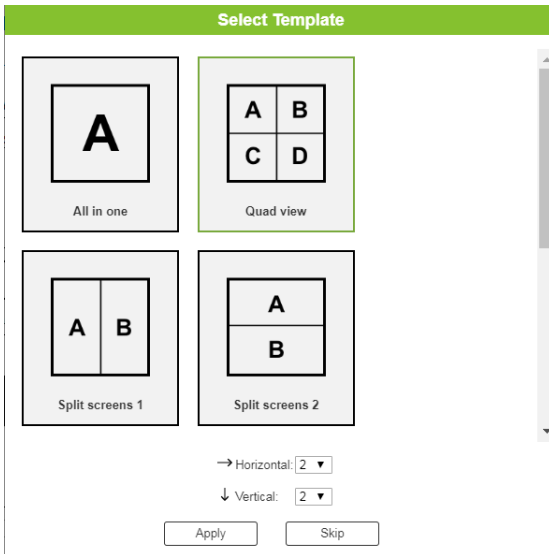 Select Template
A
All in one
A B
C D
Quad view
A B
Split screens 1
A
B
Split screens 2
Horizontal: 2
Vertical: 2
Apply Skip